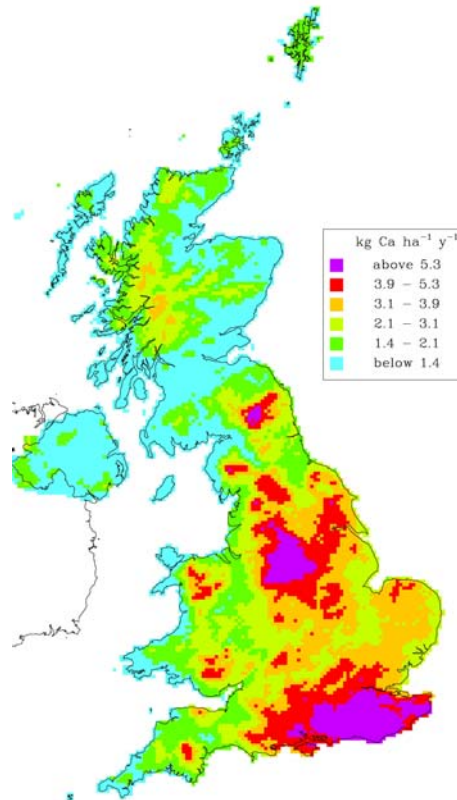 kg Ca ha⁻¹ y⁻¹
above 5.3
3.9 – 5.3
3.1 – 3.9
2.1 – 3.1
1.4 – 2.1
below 1.4